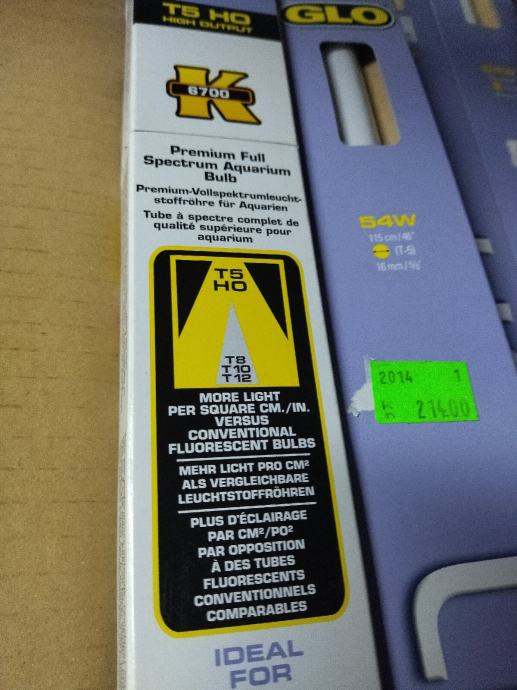 T5 HO
HIGH OUTPUT
K
6700
Premium Full
Spectrum Aquarium
Bulb
Premium-Vollspektrumleucht-
stoffröhre für Aquarien
Tube à spectre complet de
qualité supérieure pour
aquarium
T5
HO
T8
T10
T12
MORE LIGHT
PER SQUARE CM./IN.
VERSUS
CONVENTIONAL
FLUORESCENT BULBS
MEHR LICHT PRO CM²
ALS VERGLEICHBARE
LEUCHTSTOFFRÖHREN
PLUS D'ÉCLAIRAGE
PAR CM²/PO²
PAR OPPOSITION
À DES TUBES
FLUORESCENTS
CONVENTIONNELS
COMPARABLES
IDEAL
FOR
GLO
54W
115 cm/46"
(T-5)
16 mm/⅝"
2014 1
214.00